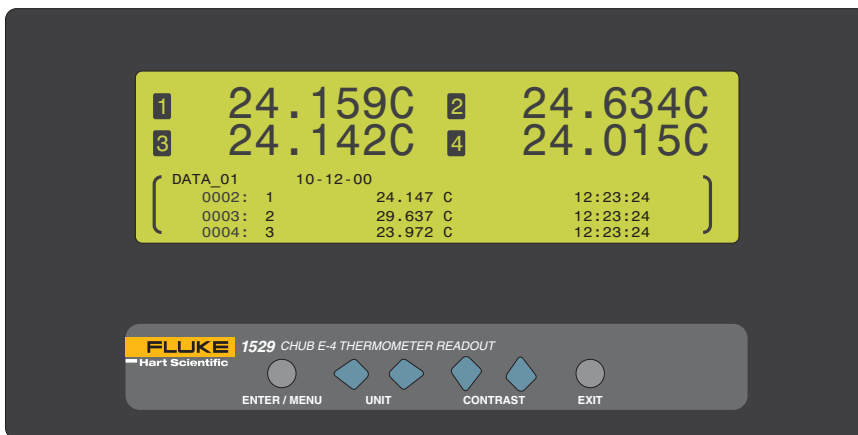 1 24.159C 2 24.634C
3 24.142C 4 24.015C
DATA_01 10-12-00
0002: 1 24.147 C 12:23:24
0003: 2 29.637 C 12:23:24
0004: 3 23.972 C 12:23:24
FLUKE 1529 CHUB E-4 THERMOMETER READOUT
Hart Scientific
ENTER / MENU UNIT CONTRAST EXIT